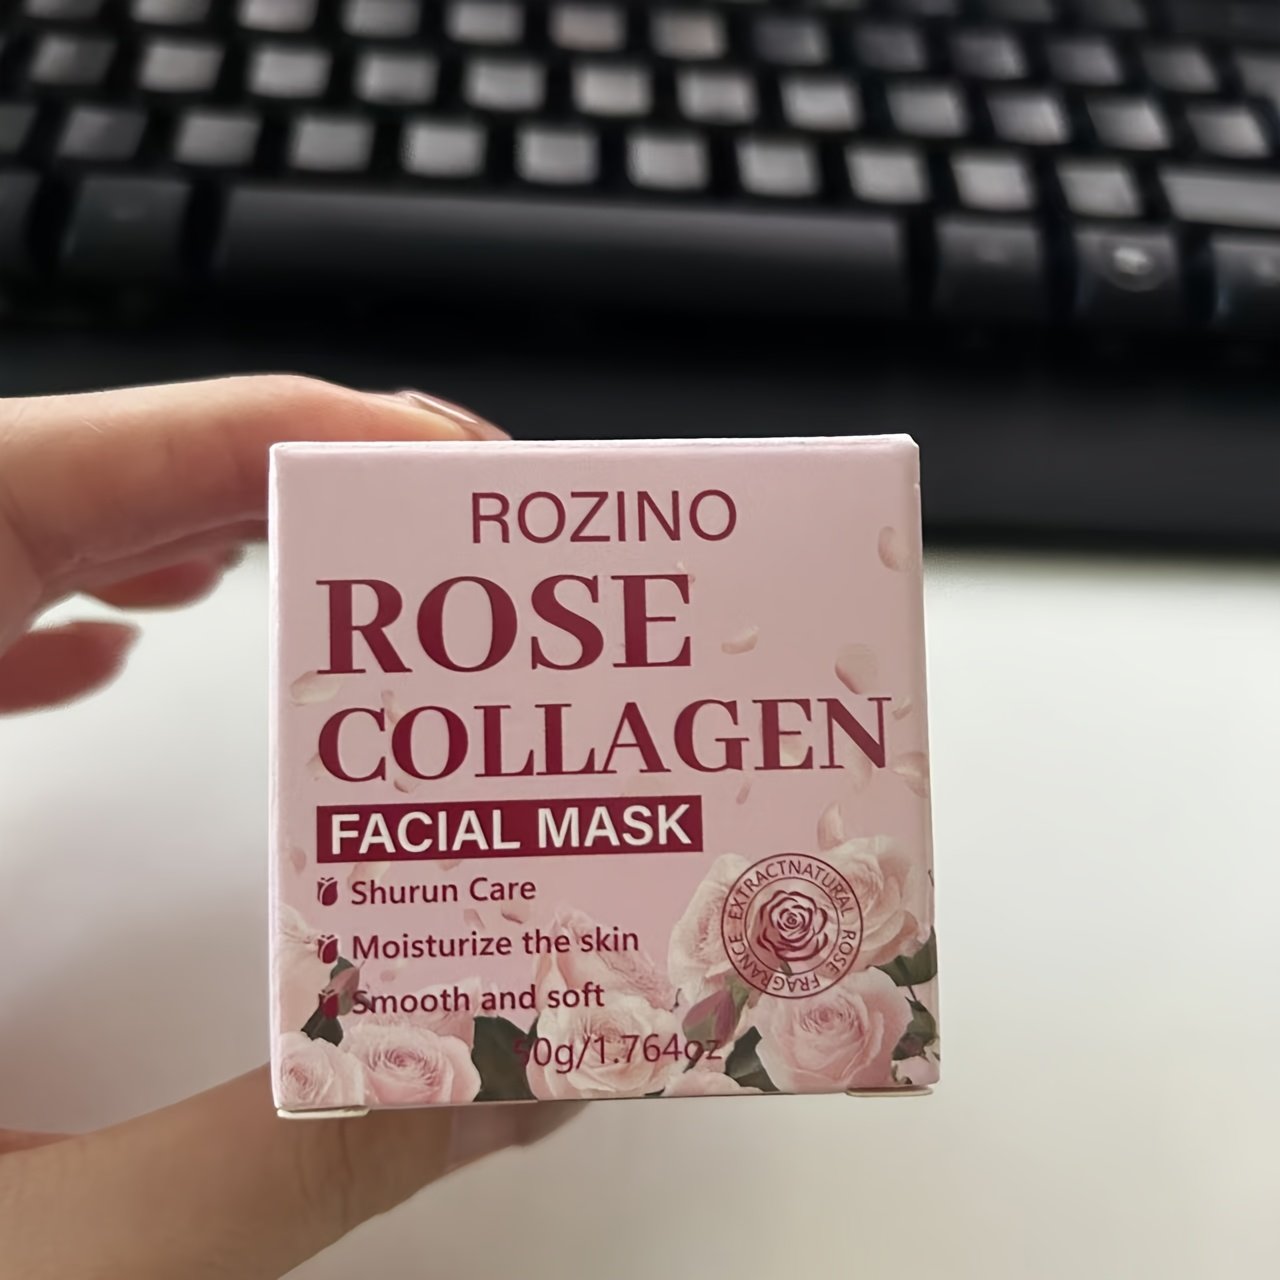 ROZINO
ROSE
COLLAGEN
FACIAL MASK
Shurun Care
Moisturize the skin
Smooth and soft
50g/1.764oz
EXTRACTNATURAL ROSE FRAGRANCE